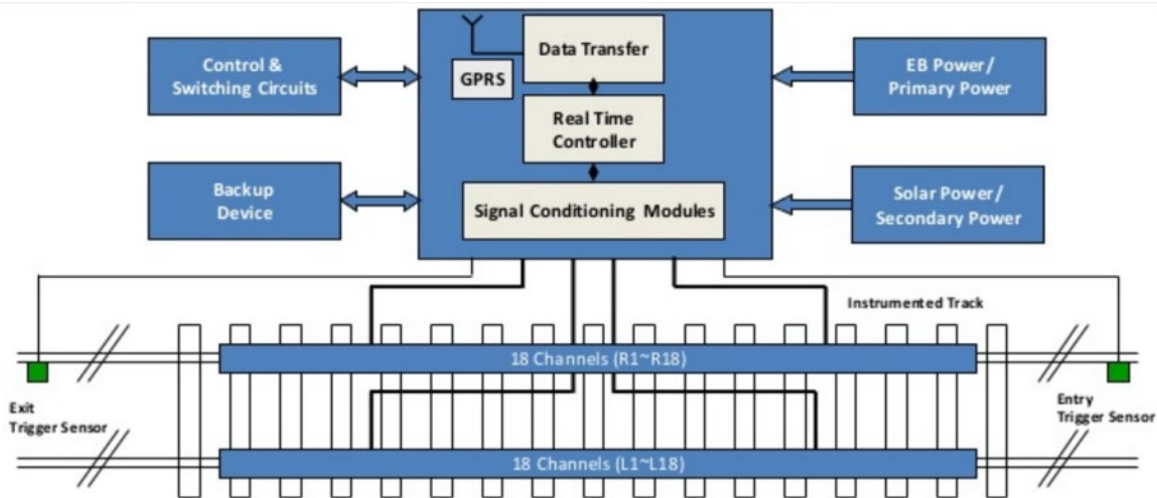 Data Transfer
GPRS
Control &
Switching Circuits
EB Power/
Primary Power
Real Time
Controller
Backup
Device
Signal Conditioning Modules
Solar Power/
Secondary Power
Instrumented Track
18 Channels (R1~R18)
Exit
Trigger Sensor
Entry
Trigger Sensor
18 Channels (L1~L18)